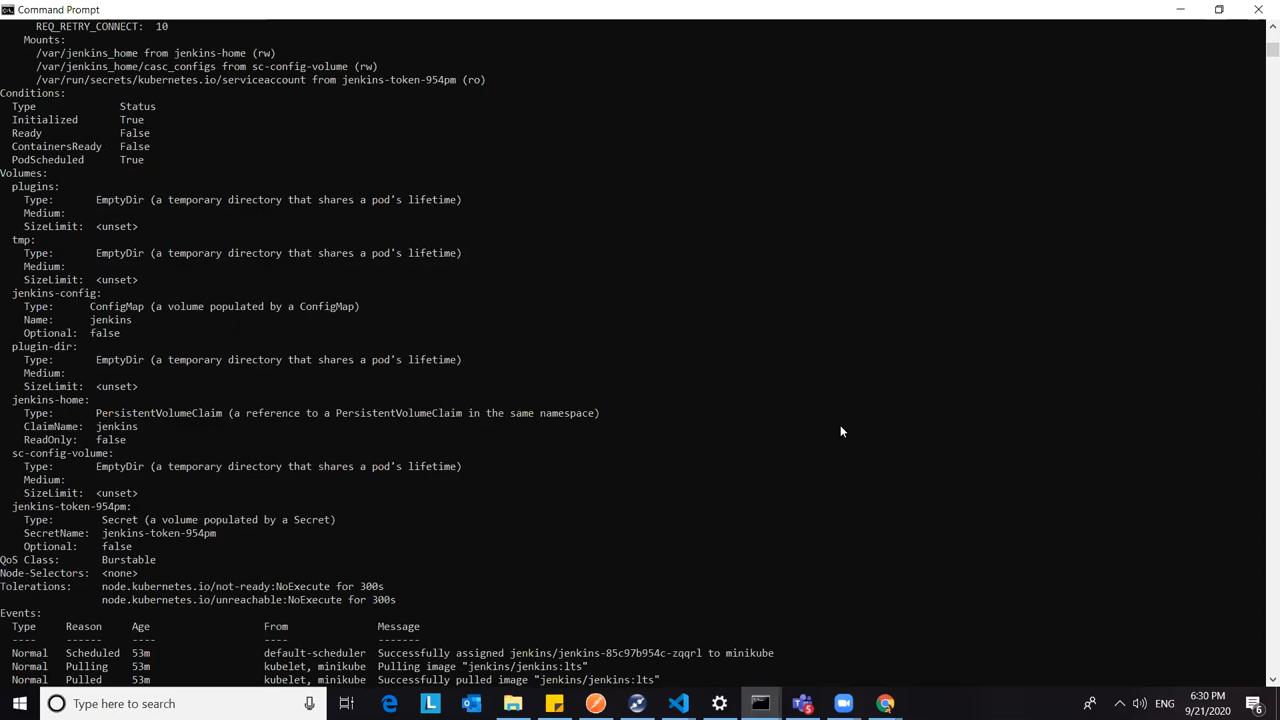 Command Prompt
REQ_RETRY_CONNECT:  10
Mounts:
/var/jenkins_home from jenkins-home (rw)
/var/jenkins_home/casc_configs from sc-config-volume (rw)
/var/run/secrets/kubernetes.io/serviceaccount from jenkins-token-954pm (ro)
Conditions:
Type              Status
Initialized       True
Ready             False
ContainersReady   False
PodScheduled      True
Volumes:
plugins:
Type:       EmptyDir (a temporary directory that shares a pod's lifetime)
Medium:
SizeLimit:  <unset>
tmp:
Type:       EmptyDir (a temporary directory that shares a pod's lifetime)
Medium:
SizeLimit:  <unset>
jenkins-config:
Type:      ConfigMap (a volume populated by a ConfigMap)
Name:      jenkins
Optional:  false
plugin-dir:
Type:       EmptyDir (a temporary directory that shares a pod's lifetime)
Medium:
SizeLimit:  <unset>
jenkins-home:
Type:       PersistentVolumeClaim (a reference to a PersistentVolumeClaim in the same namespace)
ClaimName:  jenkins
ReadOnly:   false
sc-config-volume:
Type:       EmptyDir (a temporary directory that shares a pod's lifetime)
Medium:
SizeLimit:  <unset>
jenkins-token-954pm:
Type:        Secret (a volume populated by a Secret)
SecretName:  jenkins-token-954pm
Optional:    false
QoS Class:       Burstable
Node-Selectors:  <none>
Tolerations:     node.kubernetes.io/not-ready:NoExecute for 300s
node.kubernetes.io/unreachable:NoExecute for 300s
Events:
Type    Reason     Age                  From               Message
----    ------     ----                 ----               -------
Normal  Scheduled  53m                  default-scheduler  Successfully assigned jenkins/jenkins-85c97b954c-zqqrl to minikube
Normal  Pulling    53m                  kubelet, minikube  Pulling image "jenkins/jenkins:lts"
Normal  Pulled     53m                  kubelet, minikube  Successfully pulled image "jenkins/jenkins:lts"
Type here to search
L
5
ENG
6:30 PM
9/21/2020
6